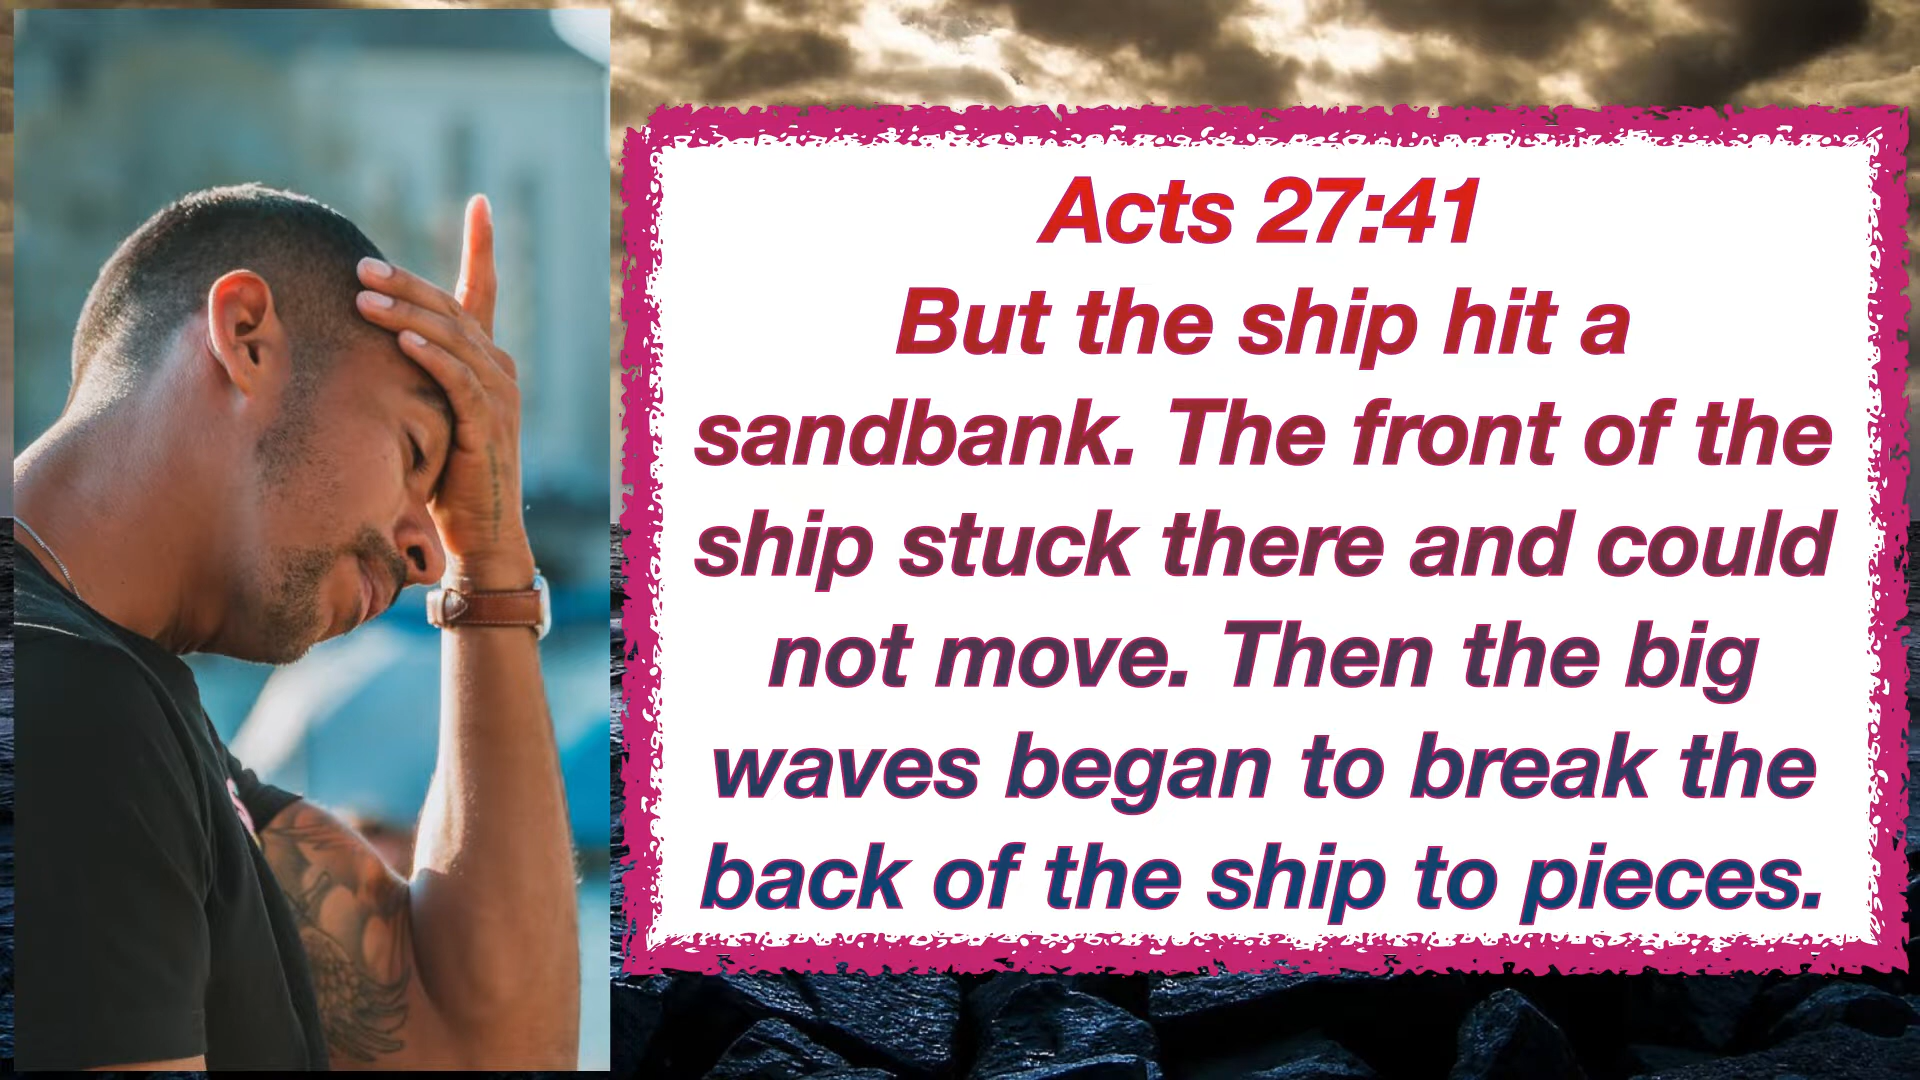 Acts 27:41
But the ship hit a
sandbank. The front of the
ship stuck there and could
not move. Then the big
waves began to break the
back of the ship to pieces.